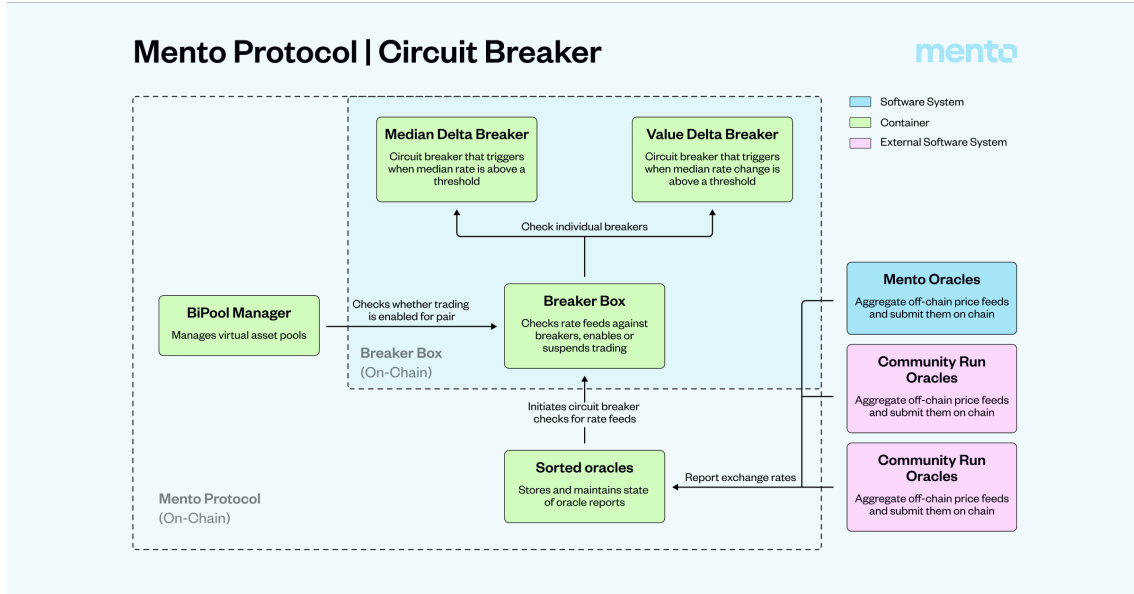 Mento Protocol | Circuit Breaker
mento
Software System
Container
External Software System
Median Delta Breaker
Circuit breaker that triggers
when median rate is above a
threshold
Value Delta Breaker
Circuit breaker that triggers
when median rate change is
above a threshold
Check individual breakers
BiPool Manager
Manages virtual asset pools
Checks whether trading
is enabled for pair
Breaker Box
Checks rate feeds against
breakers, enables or
suspends trading
Breaker Box
(On-Chain)
Mento Oracles
Aggregate off-chain price feeds
and submit them on chain
Community Run
Oracles
Aggregate off-chain price feeds
and submit them on chain
Initiates circuit breaker
checks for rate feeds
Sorted oracles
Stores and maintains state
of oracle reports
Report exchange rates
Community Run
Oracles
Aggregate off-chain price feeds
and submit them on chain
Mento Protocol
(On-Chain)